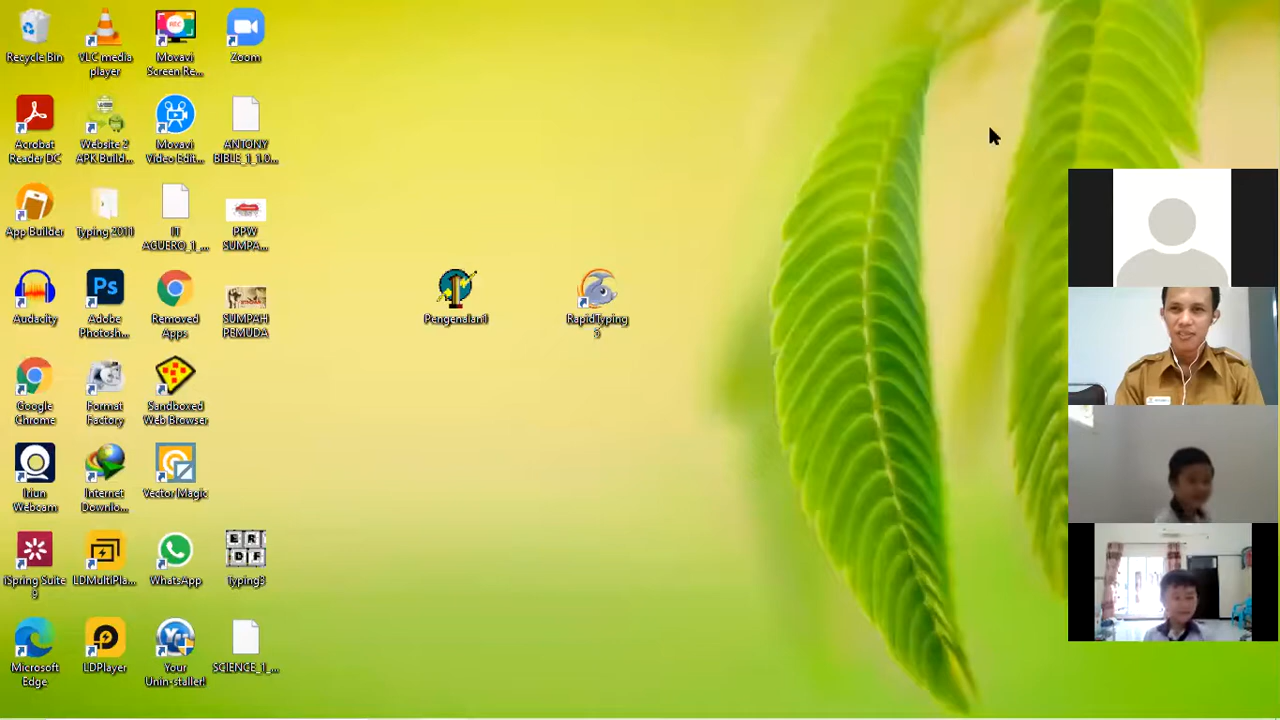 Recycle Bin
VLC media
player
Movavi
Screen Re...
Zoom
Acrobat
Reader DC
Website 2
APK Build...
Movavi
Video Edit...
ANTONY
BIBLE_1_1.0...
App Builder
Typing 2011
IT
AGUERO_1_...
PPW
SUMPA...
Audacity
Adobe
Photosh...
Removed
Apps
SUMPAH
PEMUDA
Pengenalan1
RapidTyping
5
Google
Chrome
Format
Factory
Sandboxed
Web Browser
Iriun
Webcam
Internet
Downlo...
Vector Magic
iSpring Suite
9
LDMultiPla...
WhatsApp
typing3
Microsoft
Edge
LDPlayer
Your
Unin-staller!
SCIENCE_1_...